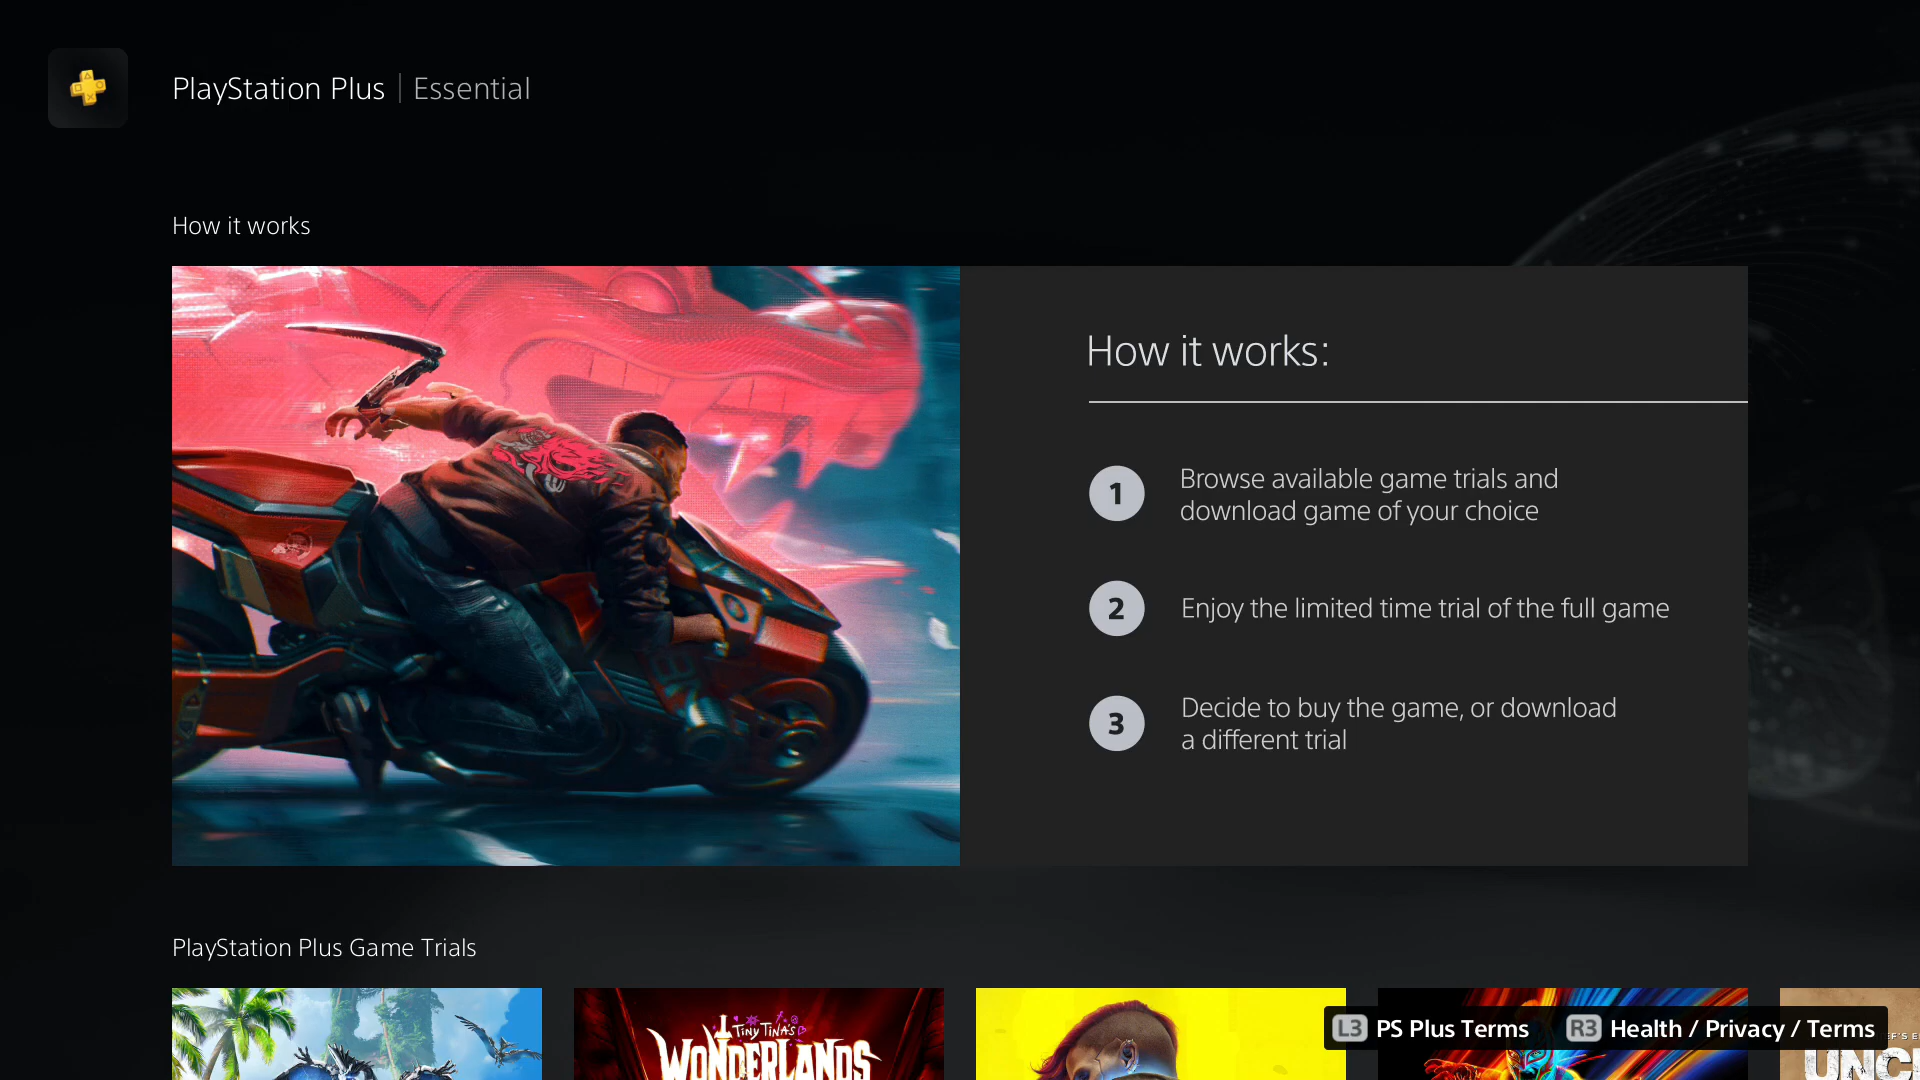 PlayStation Plus | Essential
How it works
How it works:
1 Browse available game trials and
download game of your choice
2 Enjoy the limited time trial of the full game
3 Decide to buy the game, or download
a different trial
PlayStation Plus Game Trials
TINY TINA'S
WONDERLANDS
L3 PS Plus Terms R3 Health / Privacy / Terms